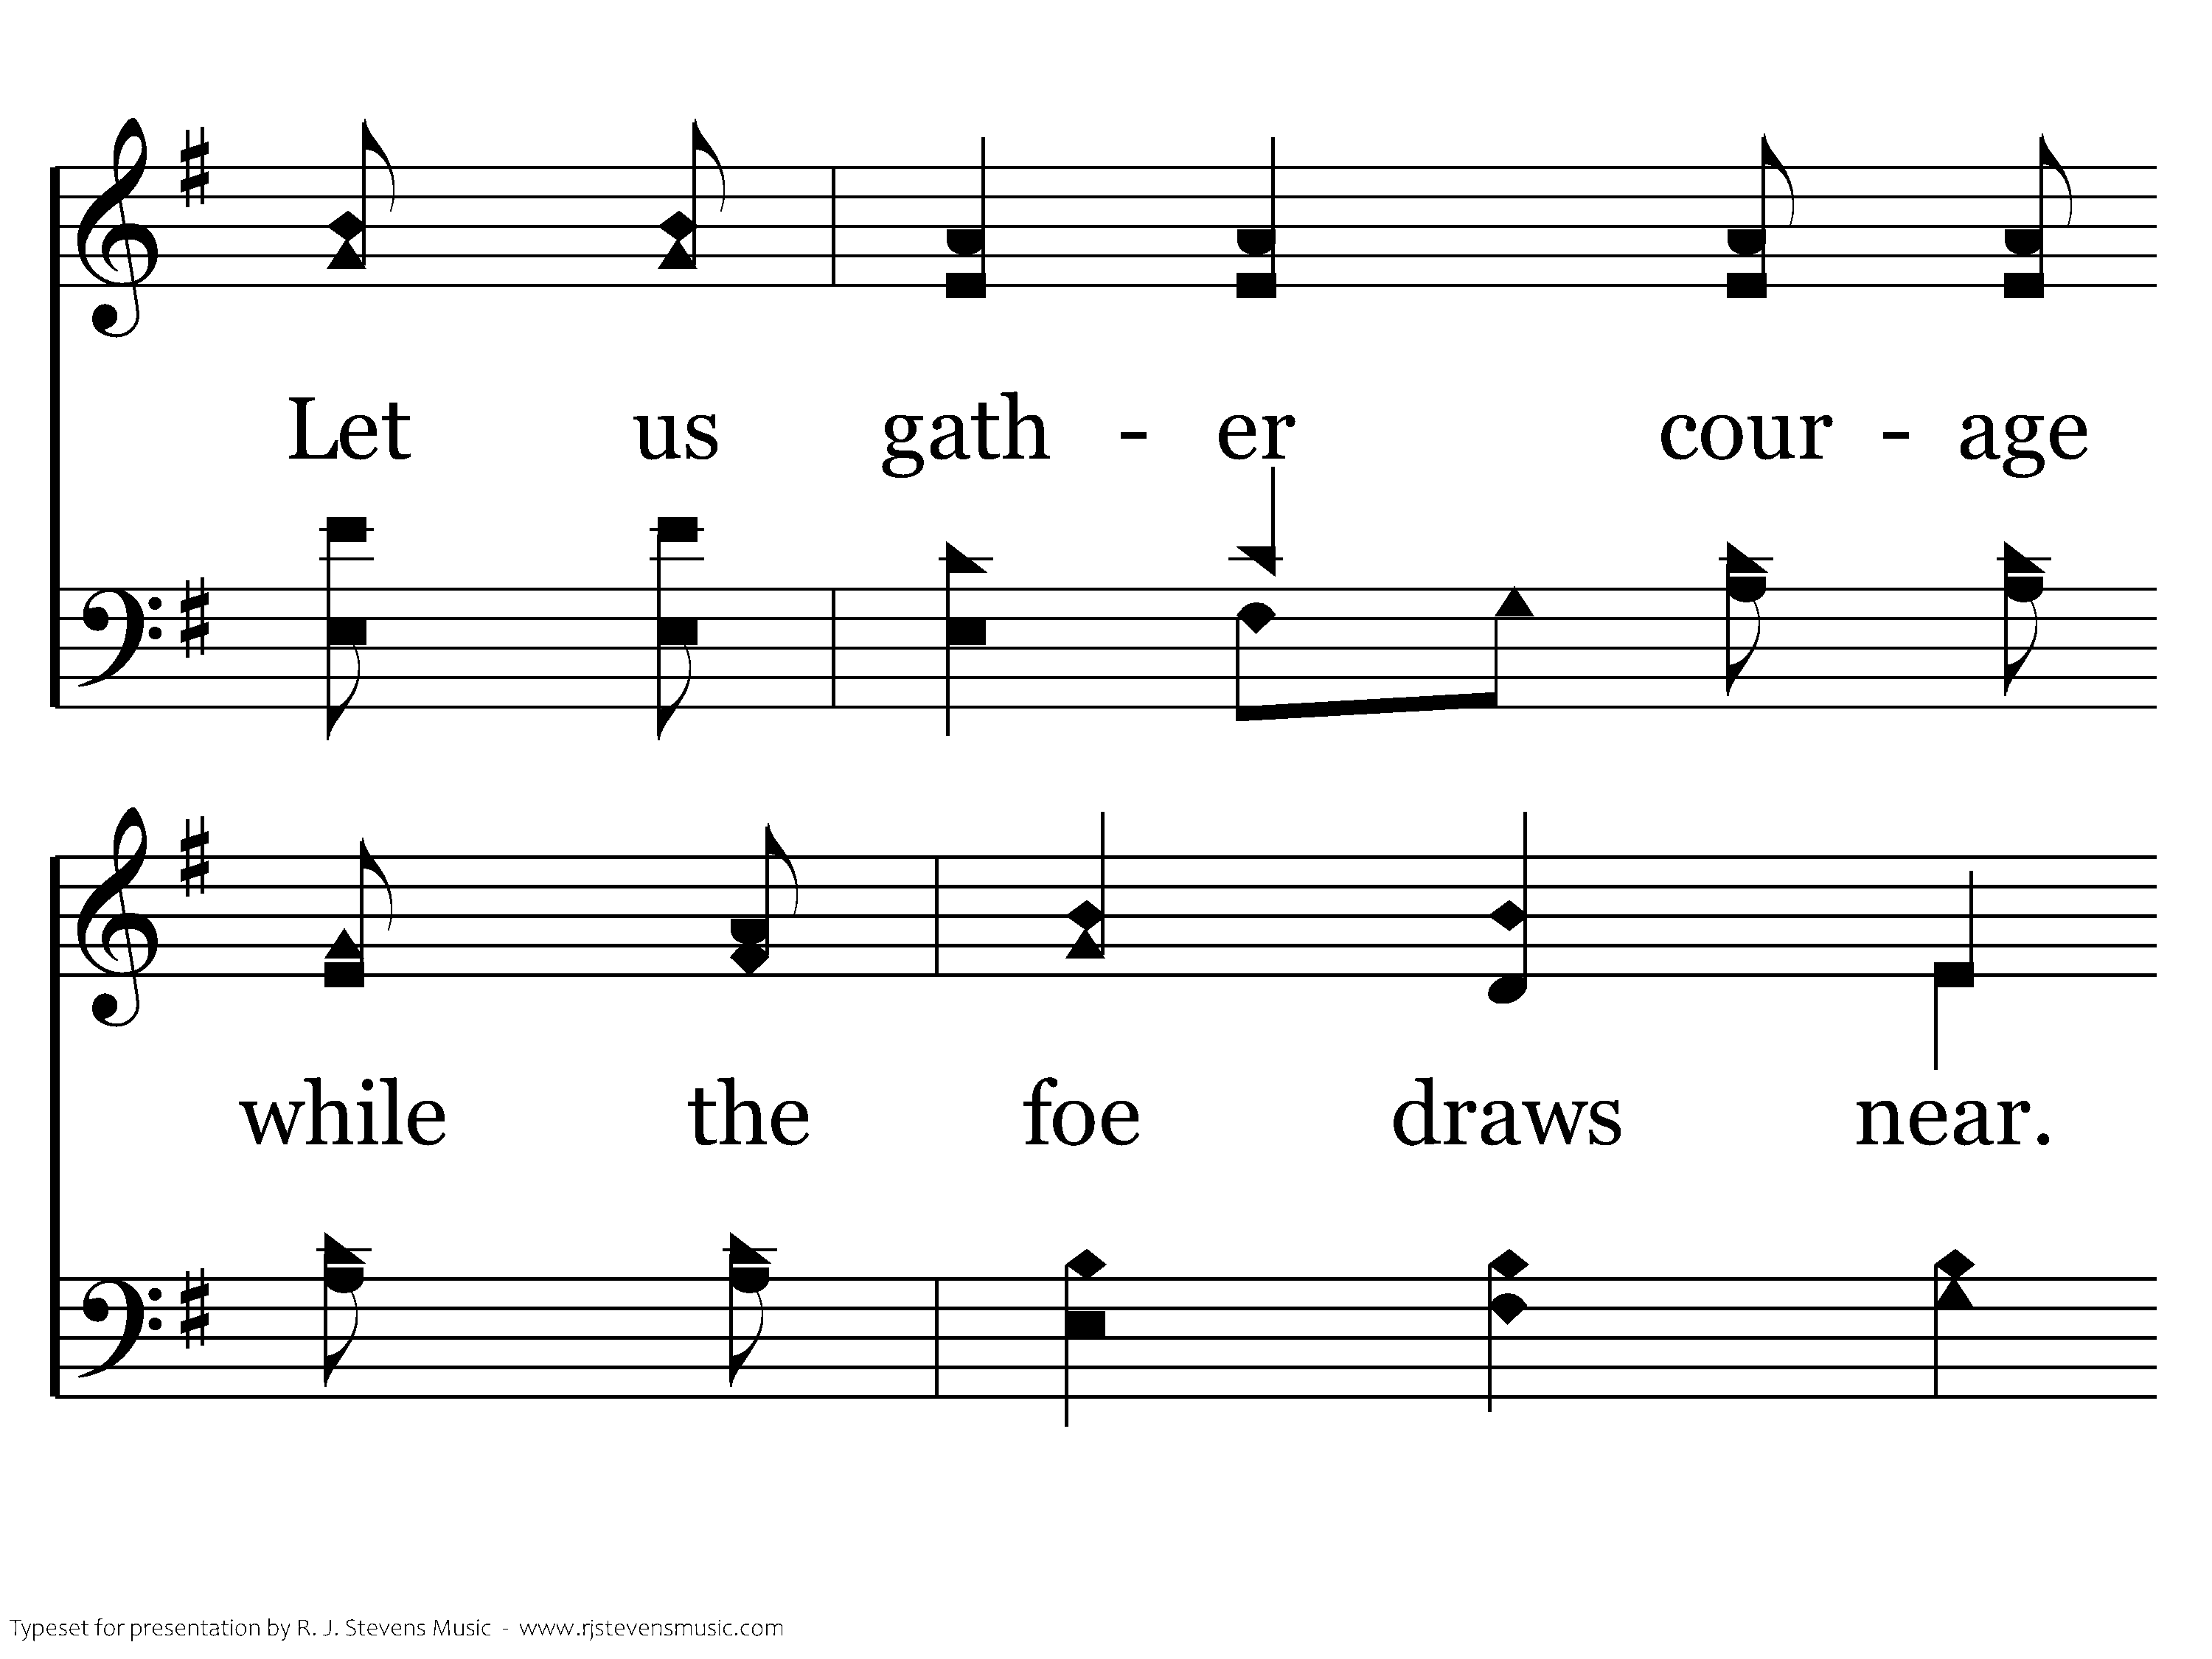 Let us gath - er cour - age
while the foe draws near.
Typeset for presentation by R. J. Stevens Music - www.rjstevensmusic.com